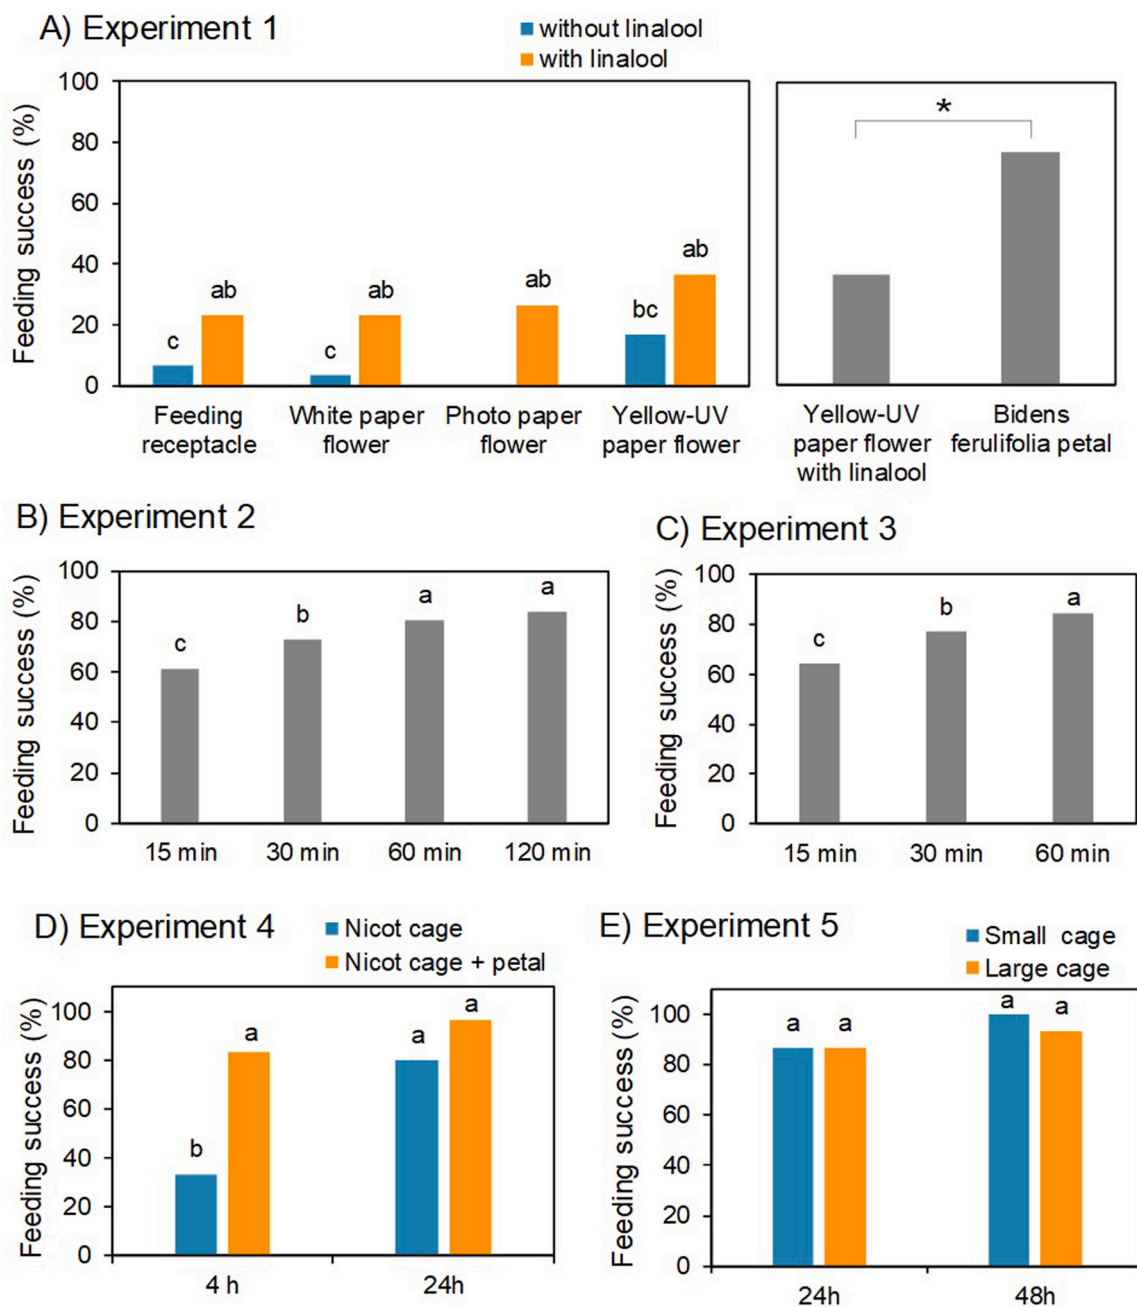 A) Experiment 1
without linalool
with linalool
Feeding success (%)
100
80
60
40
20
0
c
ab
c
ab
ab
bc
ab
*
Feeding receptacle
White paper flower
Photo paper flower
Yellow-UV paper flower
Yellow-UV paper flower with linalool
Bidens ferulifolia petal
B) Experiment 2
Feeding success (%)
100
80
60
40
20
0
c
b
a
a
15 min
30 min
60 min
120 min
C) Experiment 3
Feeding success (%)
100
80
60
40
20
0
c
b
a
15 min
30 min
60 min
D) Experiment 4
Nicot cage
Nicot cage + petal
Feeding success (%)
100
80
60
40
20
0
b
a
a
a
4 h
24h
E) Experiment 5
Small cage
Large cage
Feeding success (%)
100
80
60
40
20
0
a
a
a
a
24h
48h